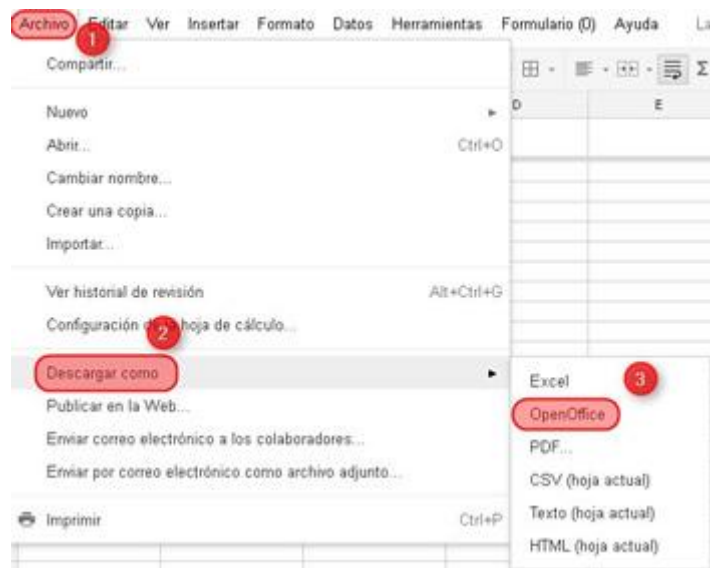 Archivo Editar Ver Insertar Formato Datos Herramientas Formulario (0) Ayuda
1
Compartir...
D E
Nuevo
Abrir... Ctrl+O
Cambiar nombre...
Crear una copia...
Importar...
Ver historial de revisión Alt+Ctrl+G
Configuración de la hoja de cálculo...
2
Descargar como
Publicar en la Web...
Enviar correo electrónico a los colaboradores...
Enviar por correo electrónico como archivo adjunto...
Imprimir Ctrl+P
Excel
3
OpenOffice
PDF...
CSV (hoja actual)
Texto (hoja actual)
HTML (hoja actual)